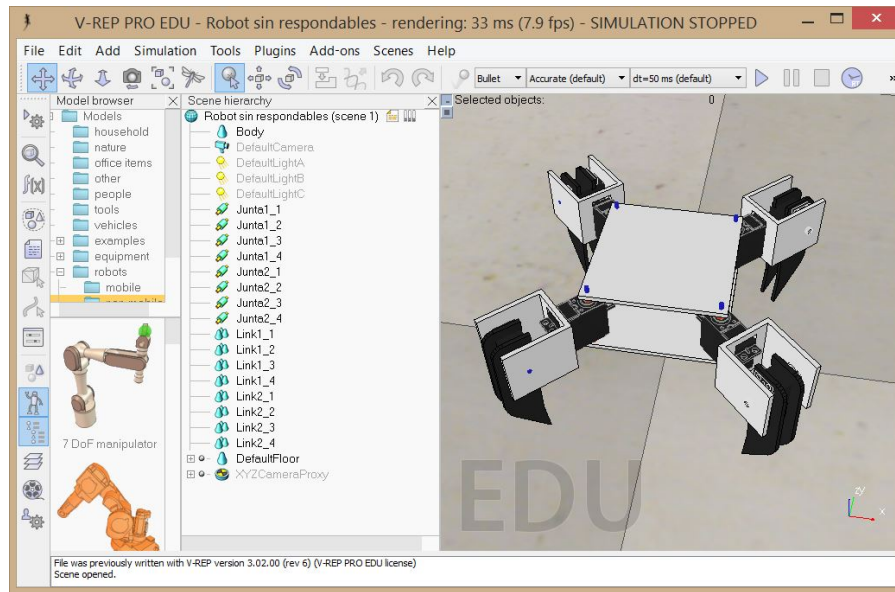 V-REP PRO EDU - Robot sin respondables - rendering: 33 ms (7.9 fps) - SIMULATION STOPPED
File Edit Add Simulation Tools Plugins Add-ons Scenes Help
Bullet Accurate (default) dt=50 ms (default)
Model browser
Models
household
nature
office items
other
people
tools
vehicles
examples
equipment
robots
mobile
7 DoF manipulator
Scene hierarchy
Robot sin respondables (scene 1)
Body
DefaultCamera
DefaultLightA
DefaultLightB
DefaultLightC
Junta1_1
Junta1_2
Junta1_3
Junta1_4
Junta2_1
Junta2_2
Junta2_3
Junta2_4
Link1_1
Link1_2
Link1_3
Link1_4
Link2_1
Link2_2
Link2_3
Link2_4
DefaultFloor
XYZCameraProxy
Selected objects: 0
EDU
zy
x
File was previously written with V-REP version 3.02.00 (rev 6) (V-REP PRO EDU license)
Scene opened.